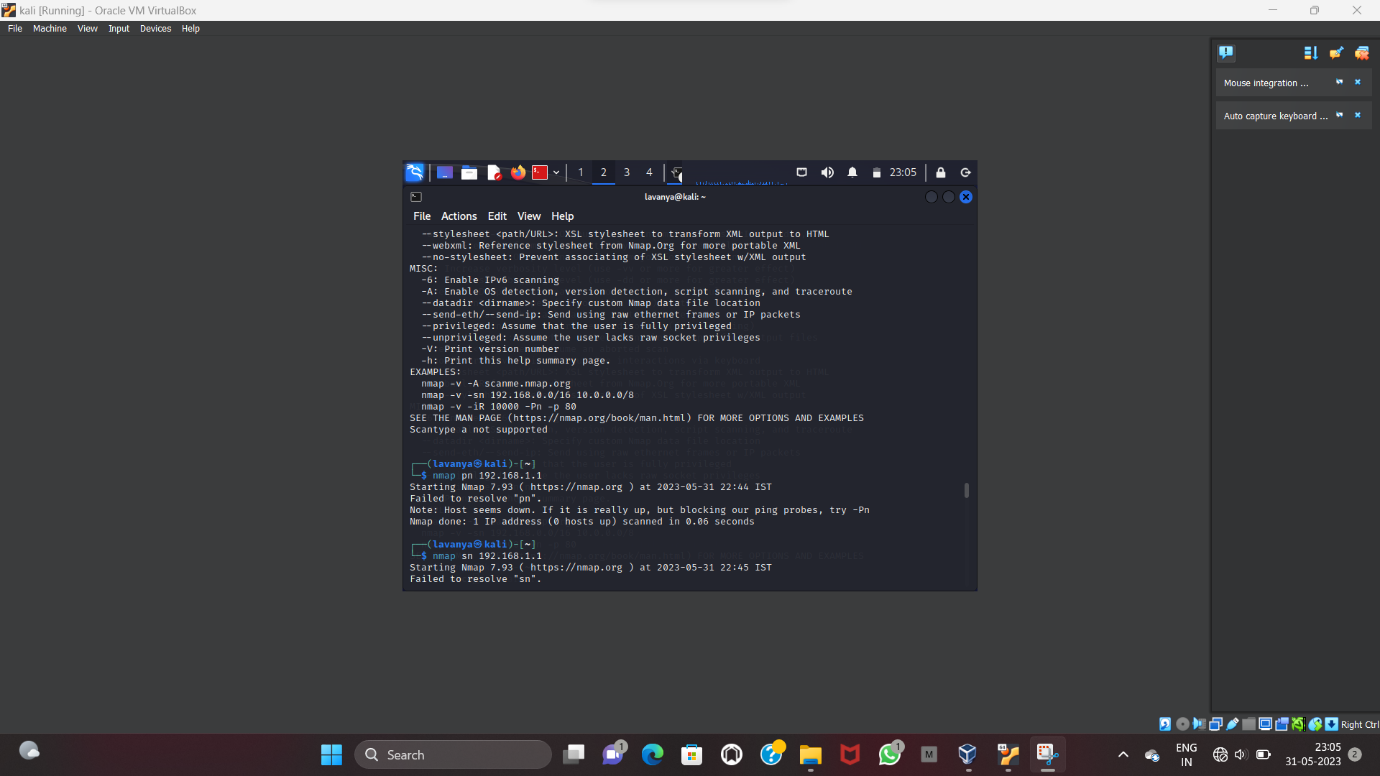 kali [Running] - Oracle VM VirtualBox
File Machine View Input Devices Help
Mouse integration ...
Auto capture keyboard ...
1 2 3 4 23:05
lavanya@kali: ~
File Actions Edit View Help
--stylesheet <path/URL>: XSL stylesheet to transform XML output to HTML
--webxml: Reference stylesheet from Nmap.Org for more portable XML
--no-stylesheet: Prevent associating of XSL stylesheet w/XML output
MISC:
-6: Enable IPv6 scanning
-A: Enable OS detection, version detection, script scanning, and traceroute
--datadir <dirname>: Specify custom Nmap data file location
--send-eth/--send-ip: Send using raw ethernet frames or IP packets
--privileged: Assume that the user is fully privileged
--unprivileged: Assume the user lacks raw socket privileges
-V: Print version number
-h: Print this help summary page.
EXAMPLES:
nmap -v -A scanme.nmap.org
nmap -v -sn 192.168.0.0/16 10.0.0.0/8
nmap -v -iR 10000 -Pn -p 80
SEE THE MAN PAGE (https://nmap.org/book/man.html) FOR MORE OPTIONS AND EXAMPLES
Scantype a not supported
┌──(lavanya㉿kali)-[~]
└─$ nmap pn 192.168.1.1
Starting Nmap 7.93 ( https://nmap.org ) at 2023-05-31 22:44 IST
Failed to resolve "pn".
Note: Host seems down. If it is really up, but blocking our ping probes, try -Pn
Nmap done: 1 IP address (0 hosts up) scanned in 0.06 seconds
┌──(lavanya㉿kali)-[~]
└─$ nmap sn 192.168.1.1
Starting Nmap 7.93 ( https://nmap.org ) at 2023-05-31 22:45 IST
Failed to resolve "sn".
Right Ctrl
Search
1
1
M
ENG
IN
23:05
31-05-2023
2